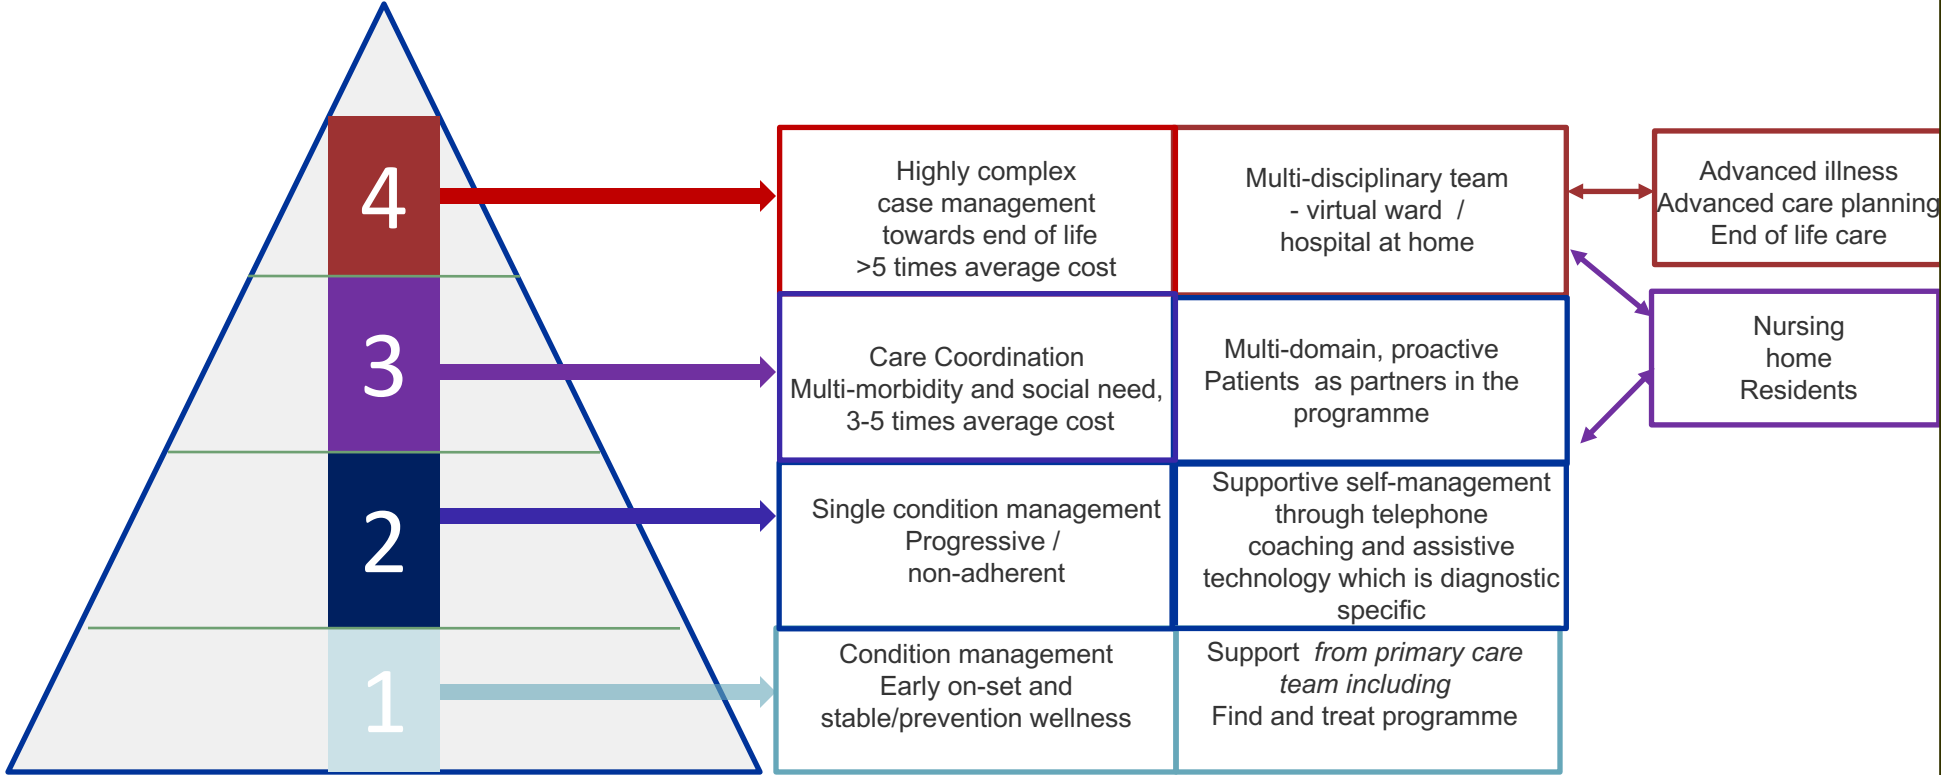 4
Highly complex
case management
towards end of life
>5 times average cost
Multi-disciplinary team
- virtual ward /
hospital at home
Advanced illness
Advanced care planning
End of life care
3
Care Coordination
Multi-morbidity and social need,
3-5 times average cost
Multi-domain, proactive
Patients as partners in the
programme
Nursing
home
Residents
2
Single condition management
Progressive /
non-adherent
Supportive self-management
through telephone
coaching and assistive
technology which is diagnostic
specific
1
Condition management
Early on-set and
stable/prevention wellness
Support from primary care
team including
Find and treat programme